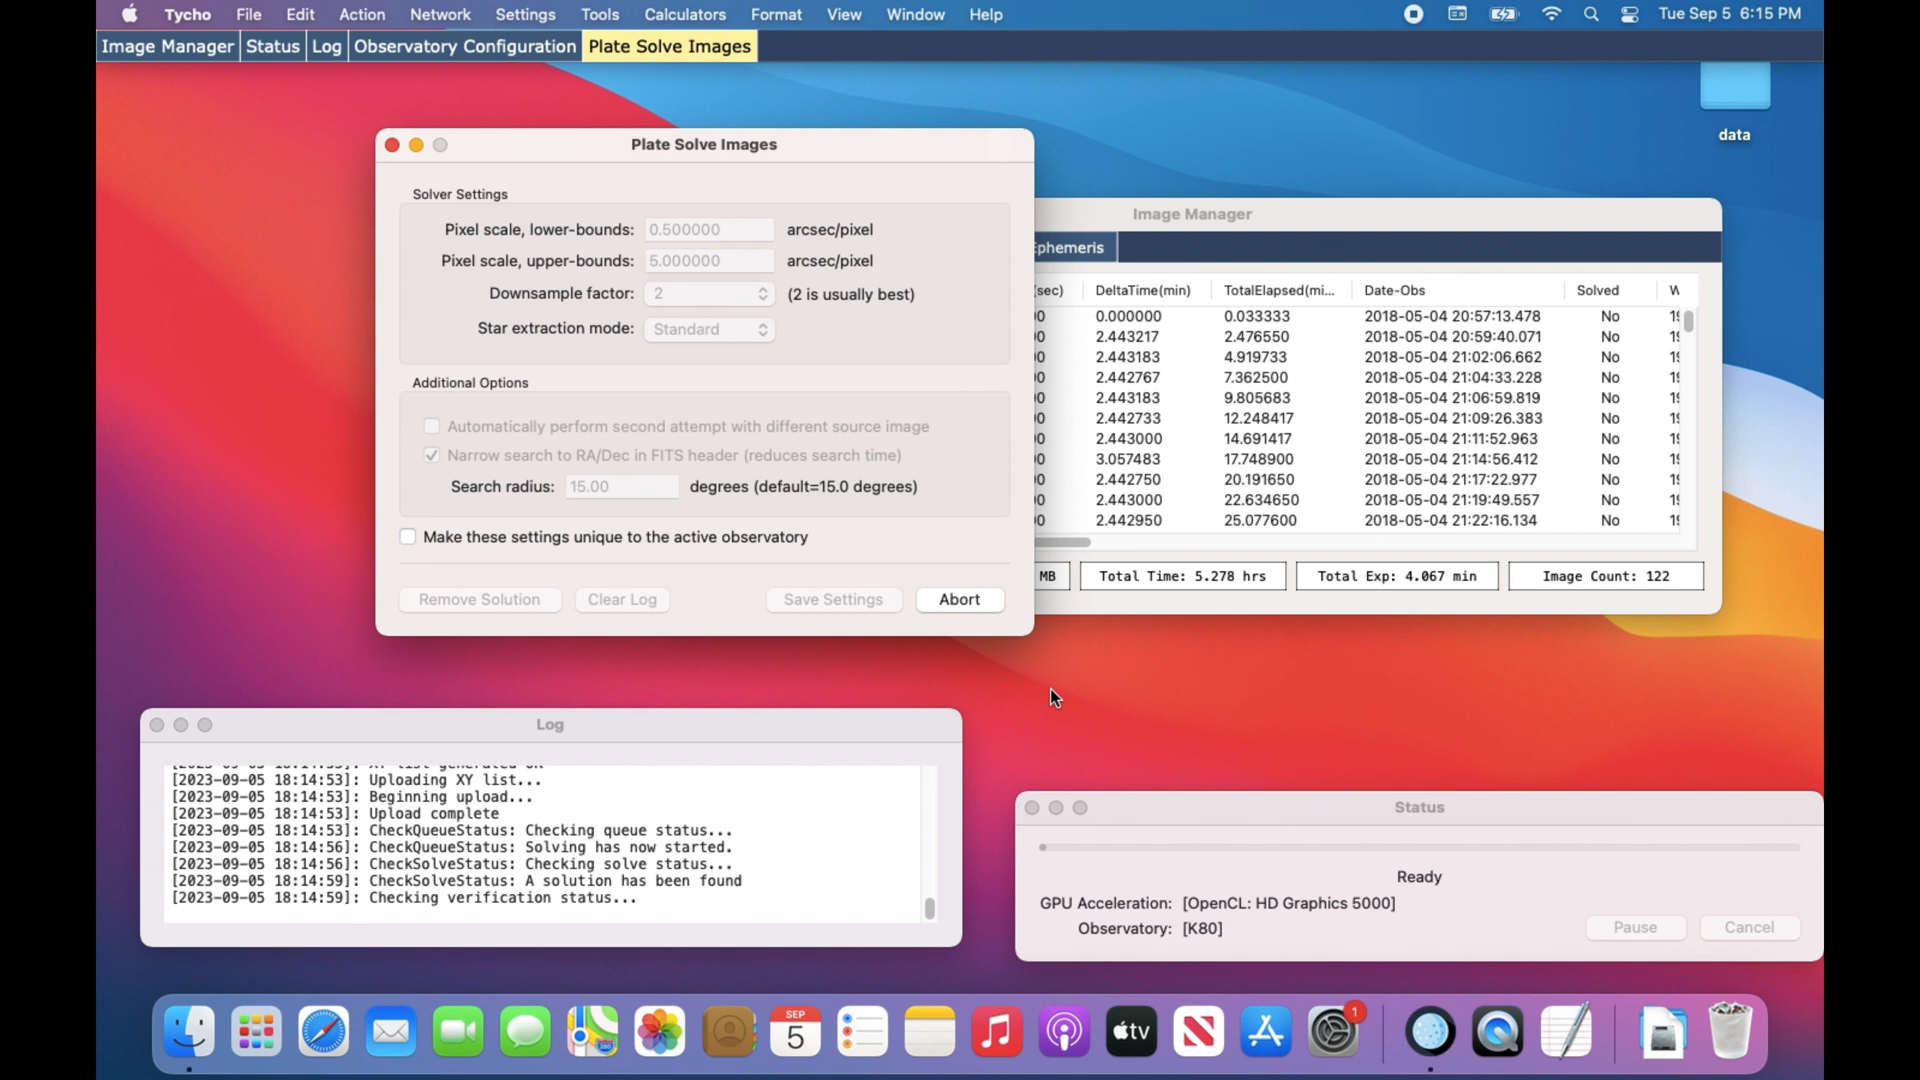 Tycho File Edit Action Network Settings Tools Calculators Format View Window Help Tue Sep 5 6:15 PM
Image Manager Status Log Observatory Configuration Plate Solve Images
data
Plate Solve Images
Solver Settings
Pixel scale, lower-bounds: 0.500000 arcsec/pixel
Pixel scale, upper-bounds: 5.000000 arcsec/pixel
Downsample factor: 2 (2 is usually best)
Star extraction mode: Standard
Additional Options
Automatically perform second attempt with different source image
Narrow search to RA/Dec in FITS header (reduces search time)
Search radius: 15.00 degrees (default=15.0 degrees)
Make these settings unique to the active observatory
Remove Solution Clear Log Save Settings Abort
Image Manager
Ephemeris
(sec) DeltaTime(min) TotalElapsed(mi... Date-Obs Solved
0.000000 0.033333 2018-05-04 20:57:13.478 No
2.443217 2.476550 2018-05-04 20:59:40.071 No
2.443183 4.919733 2018-05-04 21:02:06.662 No
2.442767 7.362500 2018-05-04 21:04:33.228 No
2.443183 9.805683 2018-05-04 21:06:59.819 No
2.442733 12.248417 2018-05-04 21:09:26.383 No
2.443000 14.691417 2018-05-04 21:11:52.963 No
3.057483 17.748900 2018-05-04 21:14:56.412 No
2.442750 20.191650 2018-05-04 21:17:22.977 No
2.443000 22.634650 2018-05-04 21:19:49.557 No
2.442950 25.077600 2018-05-04 21:22:16.134 No
MB Total Time: 5.278 hrs Total Exp: 4.067 min Image Count: 122
Log
[2023-09-05 18:14:53]: XY list generated OK
[2023-09-05 18:14:53]: Uploading XY list...
[2023-09-05 18:14:53]: Beginning upload...
[2023-09-05 18:14:53]: Upload complete
[2023-09-05 18:14:53]: CheckQueueStatus: Checking queue status...
[2023-09-05 18:14:56]: CheckQueueStatus: Solving has now started.
[2023-09-05 18:14:56]: CheckSolveStatus: Checking solve status...
[2023-09-05 18:14:59]: CheckSolveStatus: A solution has been found
[2023-09-05 18:14:59]: Checking verification status...
Status
Ready
GPU Acceleration: [OpenCL: HD Graphics 5000]
Observatory: [K80]
Pause Cancel
SEP
5
tv
1